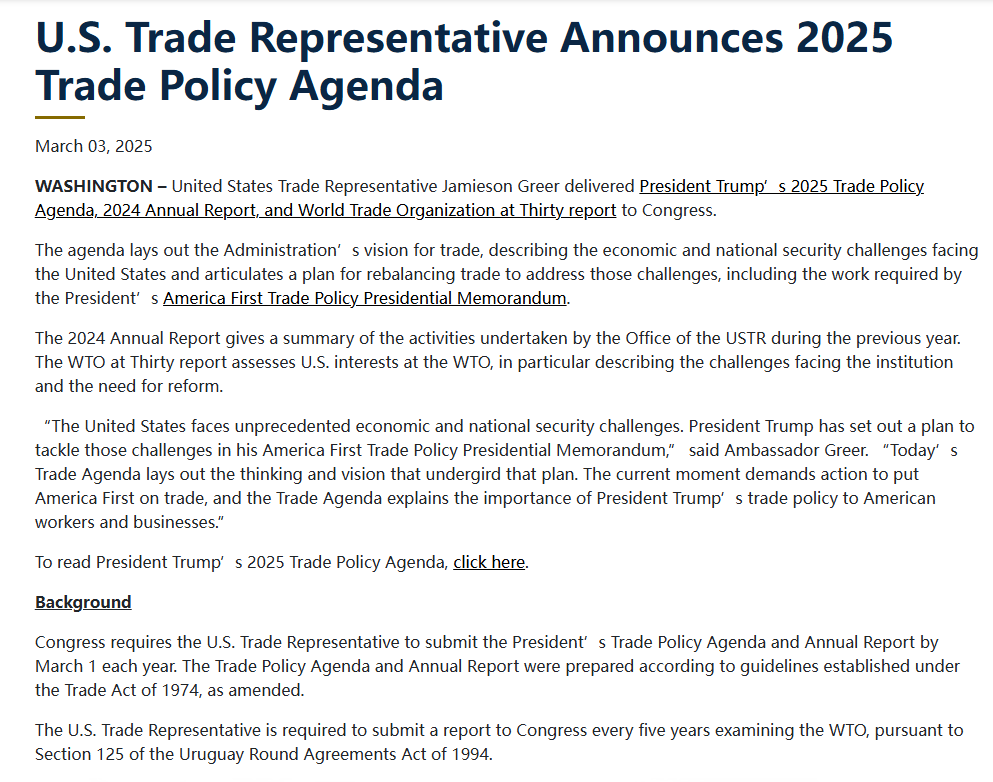 U.S. Trade Representative Announces 2025
Trade Policy Agenda
March 03, 2025
WASHINGTON – United States Trade Representative Jamieson Greer delivered President Trump’s 2025 Trade Policy
Agenda, 2024 Annual Report, and World Trade Organization at Thirty report to Congress.
The agenda lays out the Administration’s vision for trade, describing the economic and national security challenges facing
the United States and articulates a plan for rebalancing trade to address those challenges, including the work required by
the President’s America First Trade Policy Presidential Memorandum.
The 2024 Annual Report gives a summary of the activities undertaken by the Office of the USTR during the previous year.
The WTO at Thirty report assesses U.S. interests at the WTO, in particular describing the challenges facing the institution
and the need for reform.
“The United States faces unprecedented economic and national security challenges. President Trump has set out a plan to
tackle those challenges in his America First Trade Policy Presidential Memorandum,” said Ambassador Greer. “Today’s
Trade Agenda lays out the thinking and vision that undergird that plan. The current moment demands action to put
America First on trade, and the Trade Agenda explains the importance of President Trump’s trade policy to American
workers and businesses.”
To read President Trump’s 2025 Trade Policy Agenda, click here.
Background
Congress requires the U.S. Trade Representative to submit the President’s Trade Policy Agenda and Annual Report by
March 1 each year. The Trade Policy Agenda and Annual Report were prepared according to guidelines established under
the Trade Act of 1974, as amended.
The U.S. Trade Representative is required to submit a report to Congress every five years examining the WTO, pursuant to
Section 125 of the Uruguay Round Agreements Act of 1994.